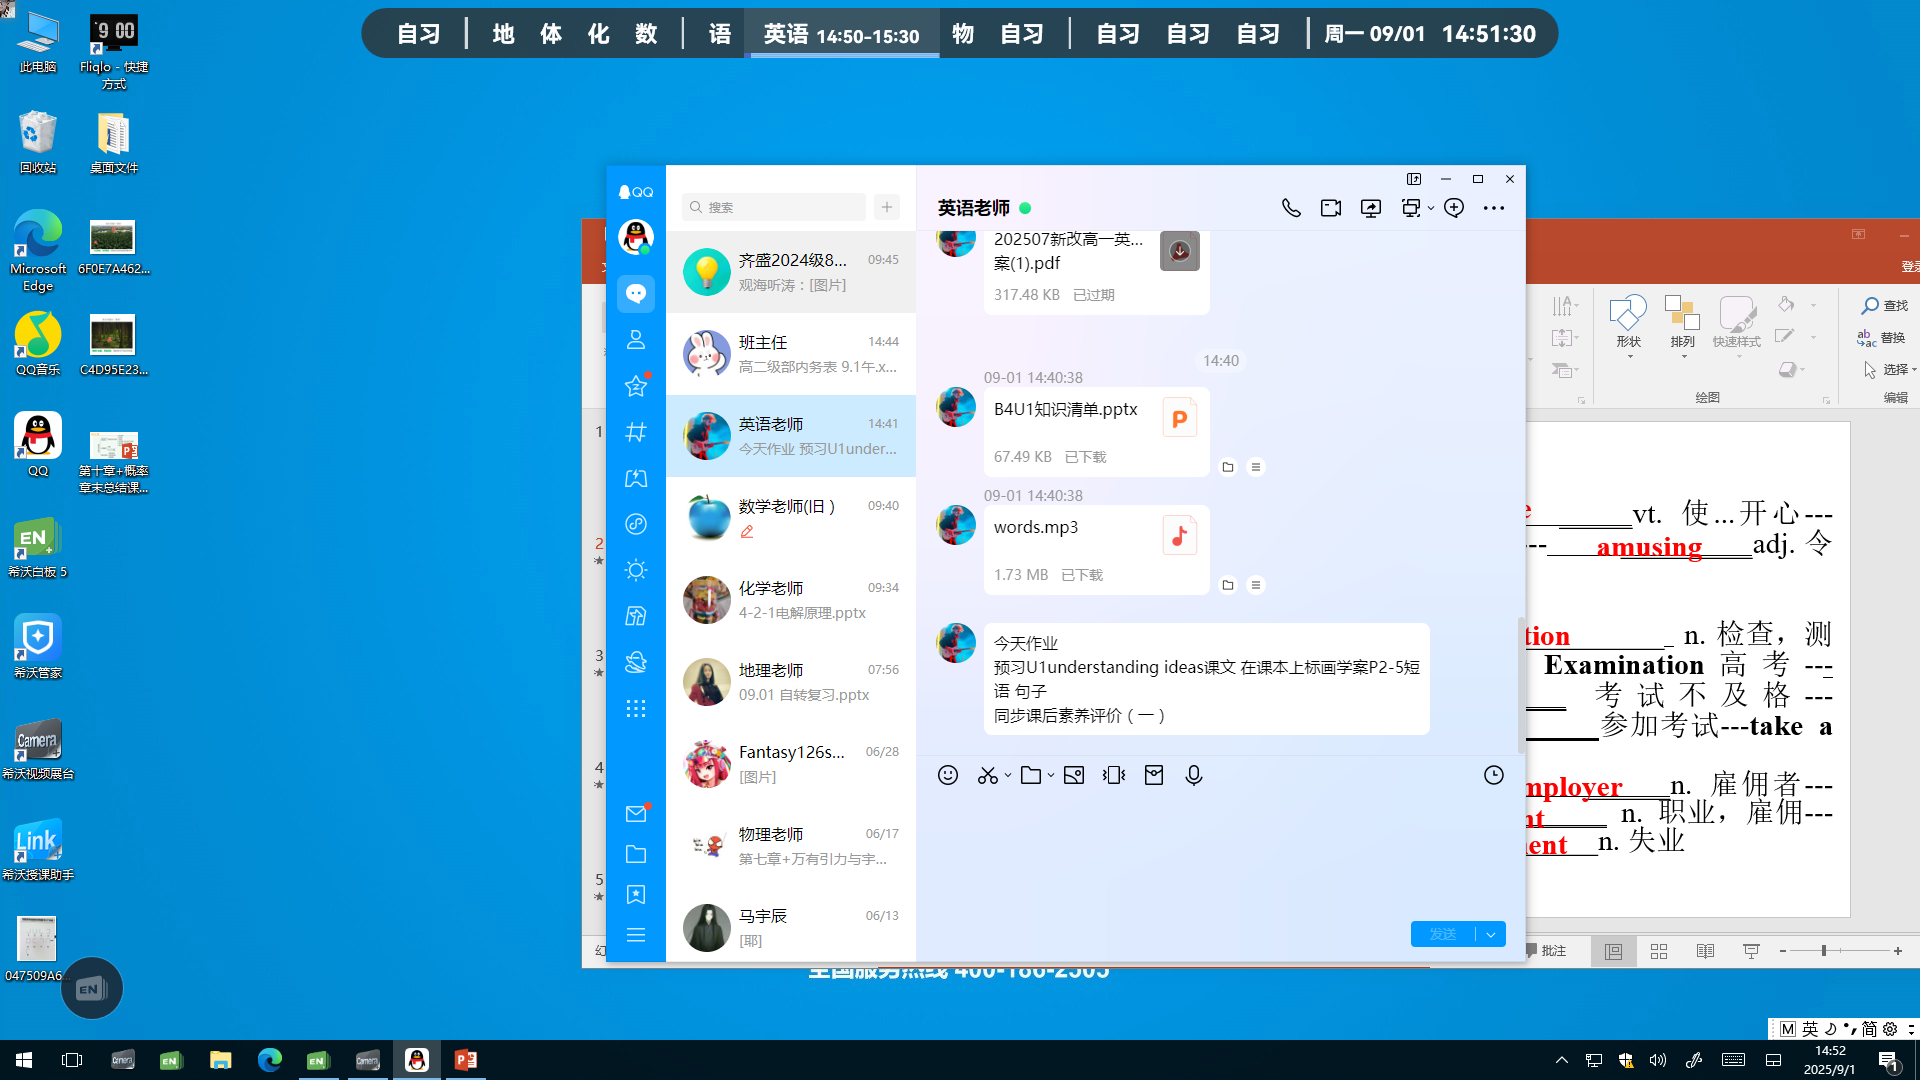 自习 | 地 体 化 数 | 语 英语 14:50-15:30 物 自习 | 自习 自习 自习 | 周一 09/01 14:51:30
此电脑
Fliqlo - 快捷
方式
回收站
桌面文件
Microsoft
Edge
6F0E7A462...
QQ音乐
C4D95E23...
QQ
第十章+概率
章末总结课...
EN
希沃白板 5
希沃管家
Camera
希沃视频展台
Link
希沃授课助手
047509A6...
EN
QQ
搜索
齐盛2024级8... 09:45
观海听涛：[图片]
班主任 14:44
高二级部内务表 9.1午.x...
英语老师 14:41
今天作业 预习U1under...
数学老师(旧 ) 09:40
化学老师 09:34
4-2-1电解原理.pptx
地理老师 07:56
09.01 自转复习.pptx
Fantasy126s... 06/28
[图片]
物理老师 06/17
第七章+万有引力与宇...
马宇辰 06/13
[耶]
英语老师
202507新改高一英...
案(1).pdf
317.48 KB 已过期
14:40
09-01 14:40:38
B4U1知识清单.pptx
67.49 KB 已下载
09-01 14:40:38
words.mp3
1.73 MB 已下载
今天作业
预习U1understanding ideas课文 在课本上标画学案P2-5短
语 句子
同步课后素养评价（一）
发送
登录
形状
排列
快速样式
绘图
查找
替换
选择
编辑
1
2
3
4
5
vt. 使...开心---
---amusing adj. 令
tion n. 检查，测
Examination 高考 ---
考试不及格 ---
参加考试---take a
mployer n. 雇佣者---
nt n. 职业，雇佣---
ent n. 失业
幻
批注
全国服务热线 400-186-2505
M 英 简
14:52
2025/9/1
1